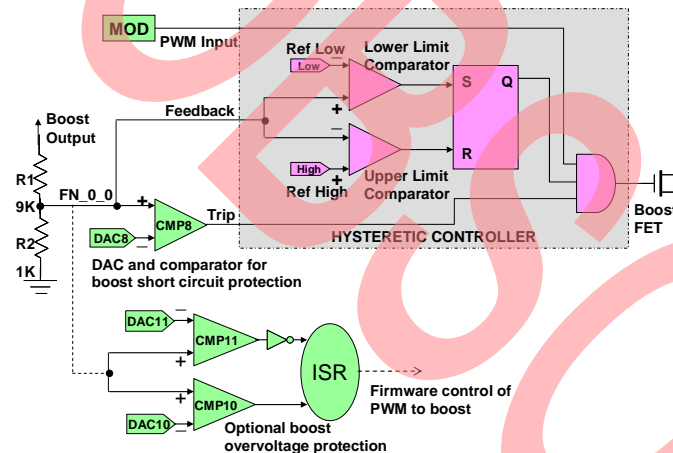 MOD
PWM Input
Ref Low
Low
Lower Limit
Comparator
S
Q
R
Feedback
Boost
Output
High
Ref High
Upper Limit
Comparator
R1
9K
FN_0_0
R2
1K
CMP8
Trip
DAC8
HYSTERETIC CONTROLLER
Boost
FET
DAC and comparator for
boost short circuit protection
DAC11
CMP11
ISR
Firmware control of
PWM to boost
CMP10
DAC10
Optional boost
overvoltage protection